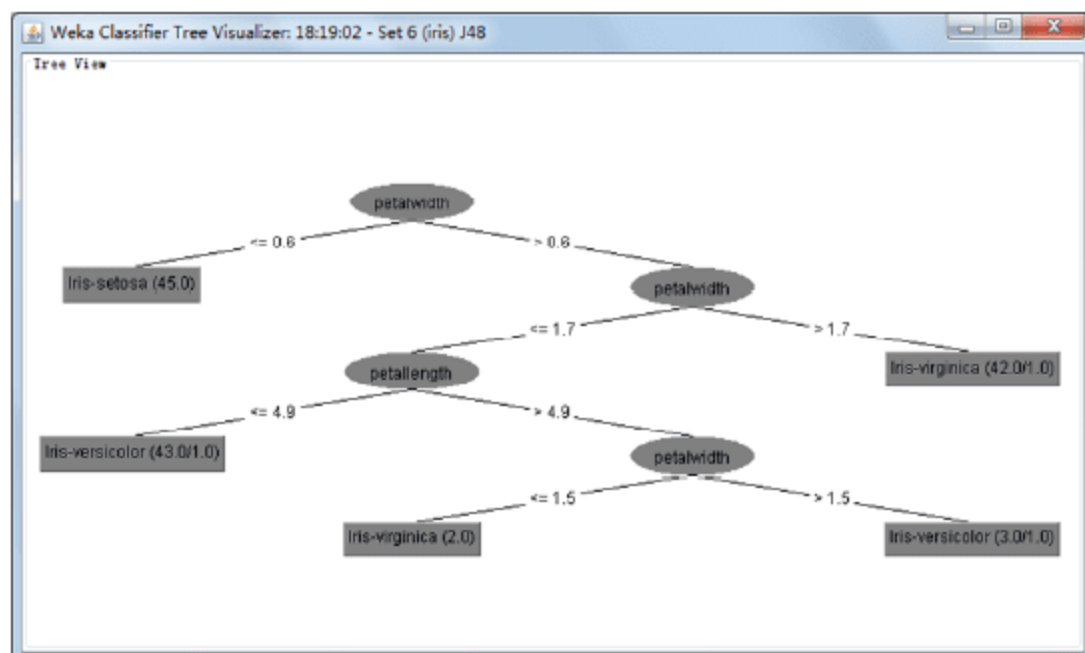 Weka Classifier Tree Visualizer: 18:19:02 - Set 6 (iris) J48
Tree View
petalwidth
<= 0.6
> 0.6
Iris-setosa (45.0)
petalwidth
<= 1.7
> 1.7
petallength
Iris-virginica (42.0/1.0)
<= 4.9
> 4.9
Iris-versicolor (43.0/1.0)
petalwidth
<= 1.5
> 1.5
Iris-virginica (2.0)
Iris-versicolor (3.0/1.0)